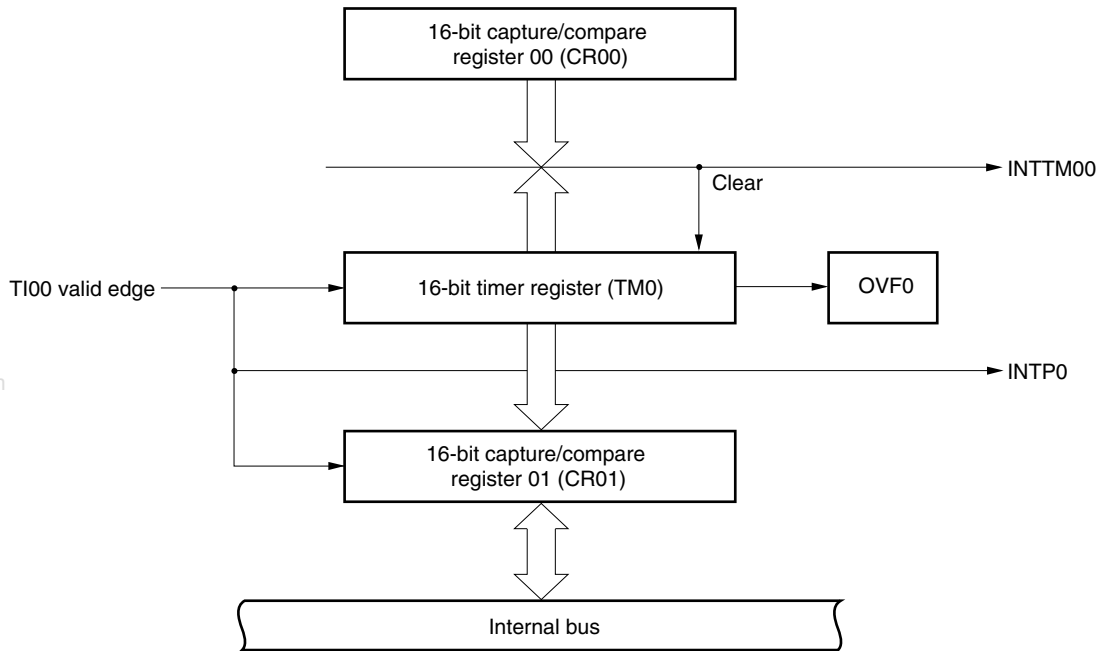 16-bit capture/compare
register 00 (CR00)
INTTM00
Clear
TI00 valid edge
16-bit timer register (TM0)
OVF0
INTP0
16-bit capture/compare
register 01 (CR01)
Internal bus